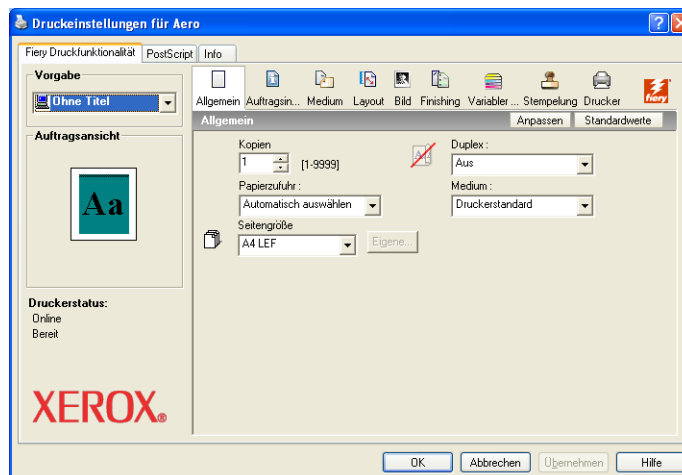 Druckeinstellungen für Aero
Fiery Druckfunktionalität PostScript Info
Vorgabe
Ohne Titel
Auftragsansicht
Aa
Druckerstatus:
Online
Bereit
XEROX®
Allgemein Auftragsin... Medium Layout Bild Finishing Variabler ... Stempelung Drucker fiery
Allgemein Anpassen Standardwerte
Kopien
1 [1-9999]
Duplex :
Aus
Papierzufuhr :
Automatisch auswählen
Medium :
Druckerstandard
Seitengröße
A4 LEF Eigene...
OK Abbrechen Übernehmen Hilfe